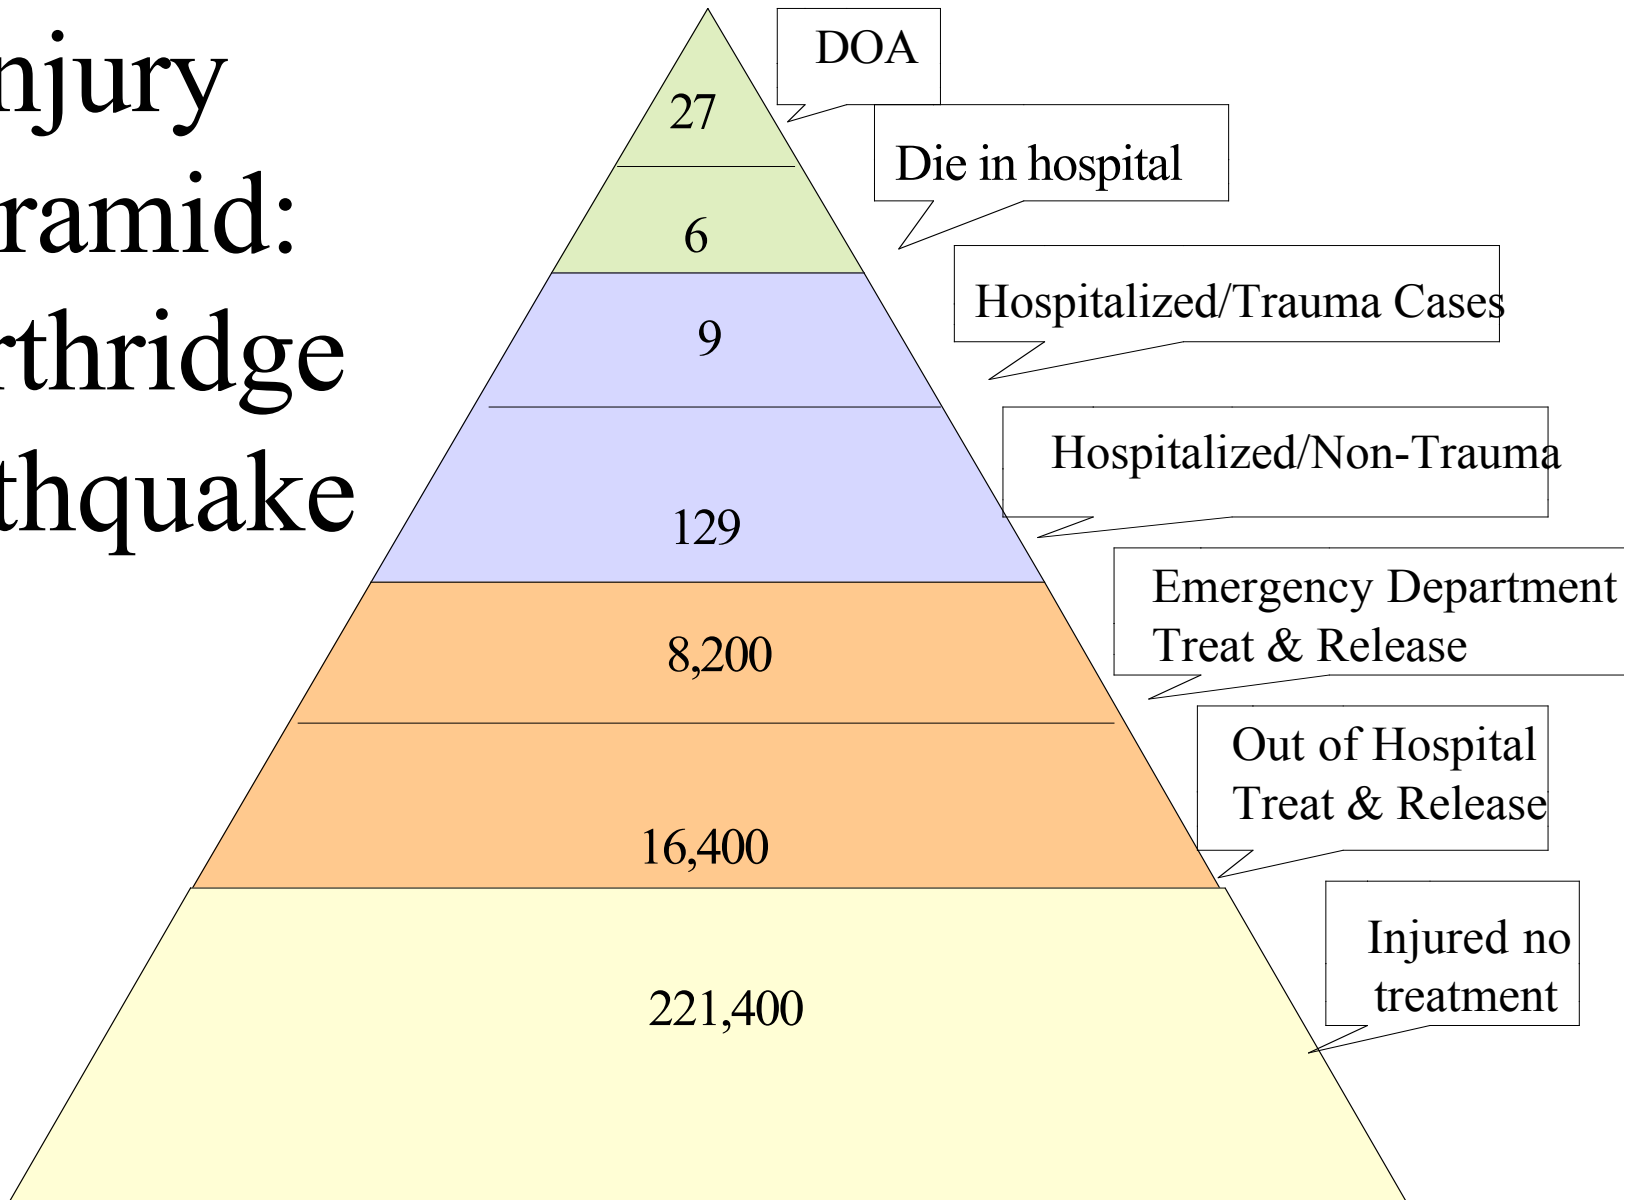 njury
ramid:
rthridge
thquake
DOA
27
Die in hospital
6
Hospitalized/Trauma Cases
9
Hospitalized/Non-Trauma
129
Emergency Department
Treat & Release
8,200
Out of Hospital
Treat & Release
16,400
Injured no
treatment
221,400